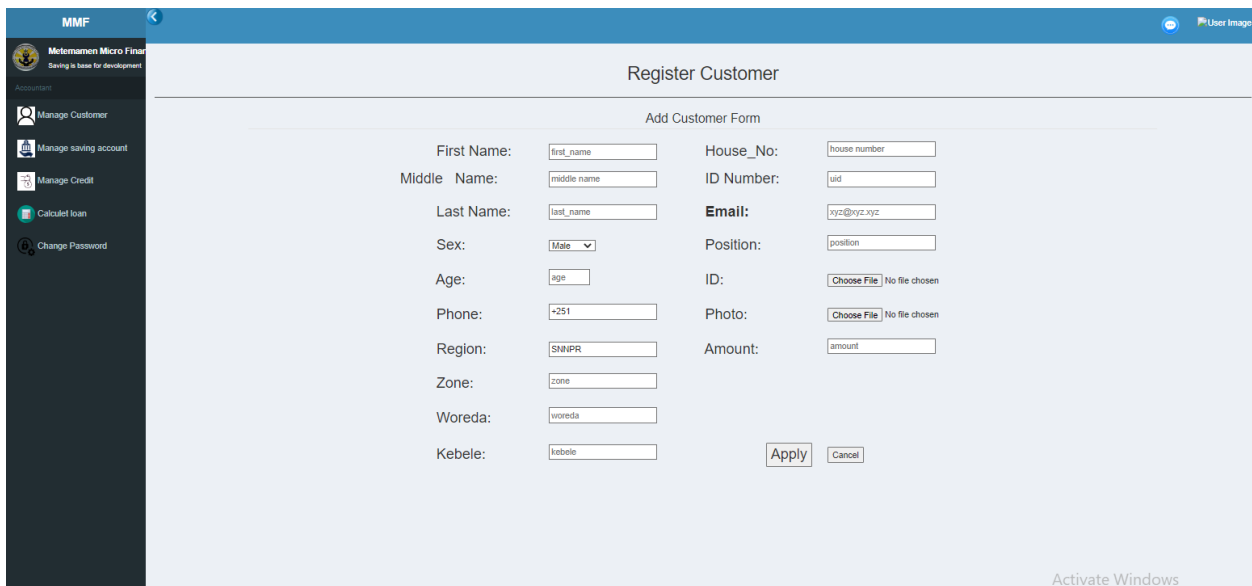 MMF
User Image
Metemamen Micro Finan
Saving is base for devolopment
Accountant
Manage Customer
Manage saving account
Manage Credit
Calculet loan
Change Password
Register Customer
Add Customer Form
First Name: first_name House_No: house number
Middle Name: middle name ID Number: uid
Last Name: last_name Email: xyz@xyz.xyz
Sex: Male Position: position
Age: age ID: Choose File No file chosen
Phone: +251 Photo: Choose File No file chosen
Region: SNNPR Amount: amount
Zone: zone
Woreda: woreda
Kebele: kebele Apply Cancel
Activate Windows